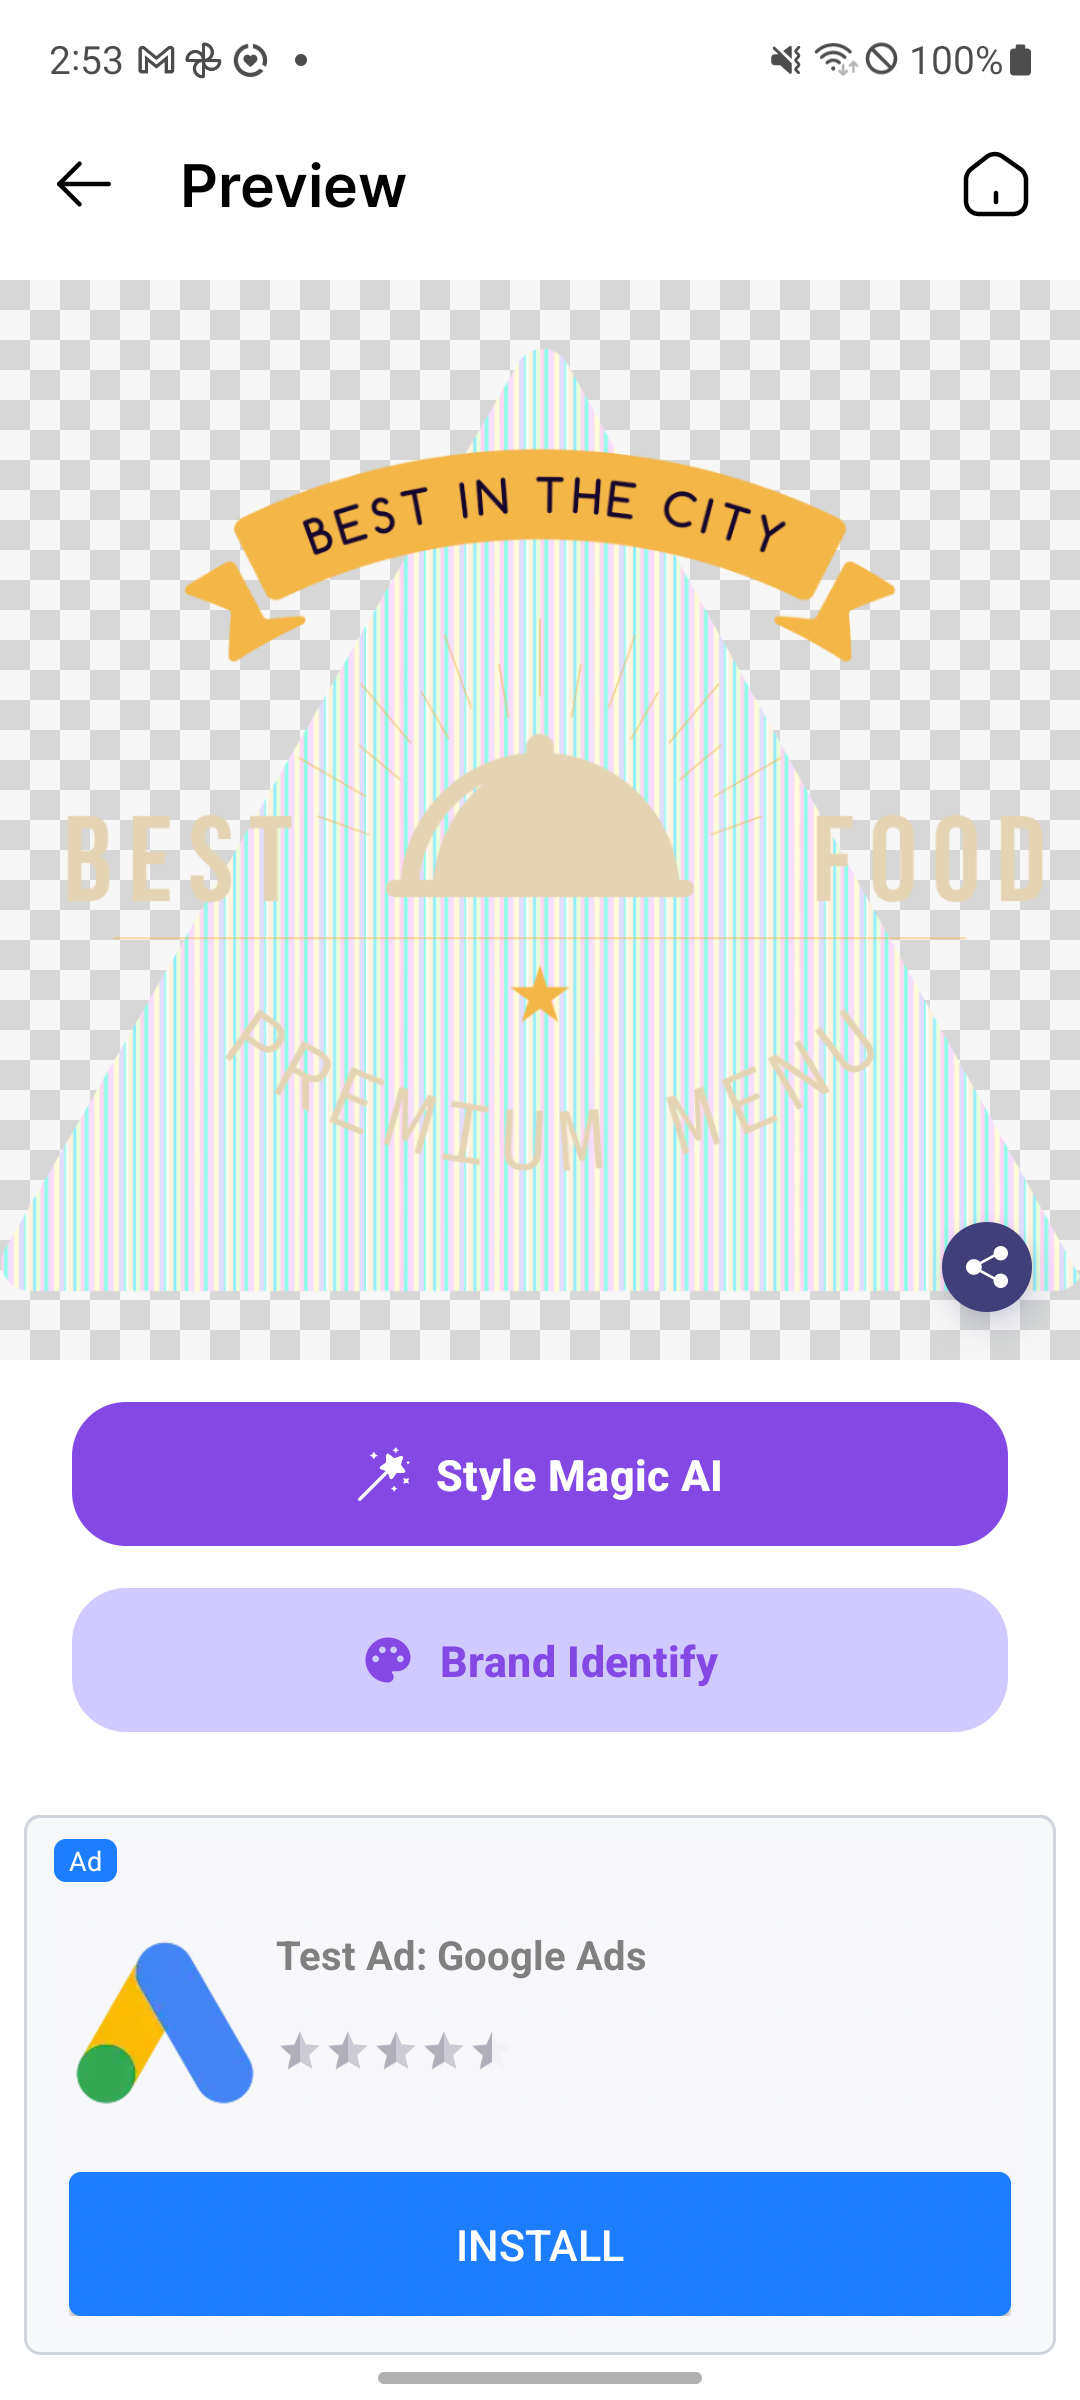 2:53
100%
Preview
BEST IN THE CITY
BEST FOOD
PREMIUM MENU
Style Magic AI
Brand Identify
Ad
Test Ad: Google Ads
INSTALL